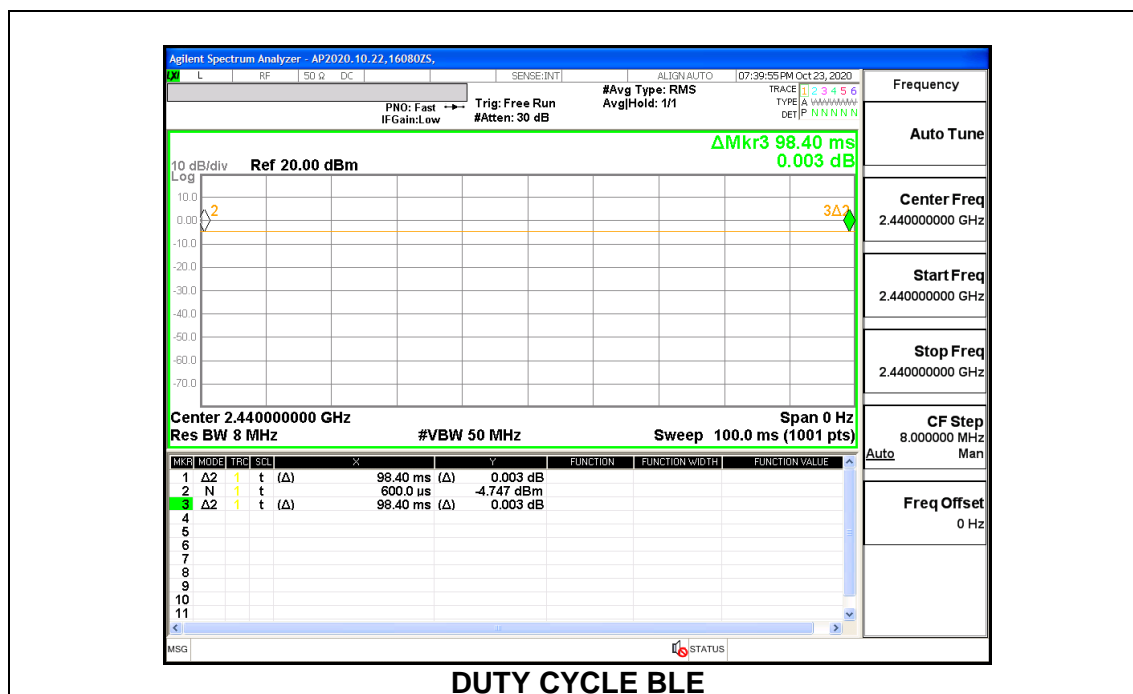 Agilent Spectrum Analyzer - AP2020.10.22,16080ZS,
LXI L RF 50 Ω DC SENSE:INT ALIGN AUTO 07:39:55 PM Oct 23, 2020
PNO: Fast
IFGain:Low
Trig: Free Run
#Atten: 30 dB
#Avg Type: RMS
Avg|Hold: 1/1
TRACE 1 2 3 4 5 6
TYPE A WWWWW
DET P N N N N N
ΔMkr3 98.40 ms
0.003 dB
10 dB/div Ref 20.00 dBm
Log
10.0
0.00
-10.0
-20.0
-30.0
-40.0
-50.0
-60.0
-70.0
2
3Δ2
Center 2.440000000 GHz Span 0 Hz
Res BW 8 MHz #VBW 50 MHz Sweep 100.0 ms (1001 pts)
MKR MODE TRC SCL X Y FUNCTION FUNCTION WIDTH FUNCTION VALUE
1 Δ2 1 t (Δ) 98.40 ms (Δ) 0.003 dB
2 N 1 t 600.0 µs -4.747 dBm
3 Δ2 1 t (Δ) 98.40 ms (Δ) 0.003 dB
4
5
6
7
8
9
10
11
MSG STATUS
Frequency
Auto Tune
Center Freq
2.440000000 GHz
Start Freq
2.440000000 GHz
Stop Freq
2.440000000 GHz
CF Step
8.000000 MHz
Auto Man
Freq Offset
0 Hz
DUTY CYCLE BLE